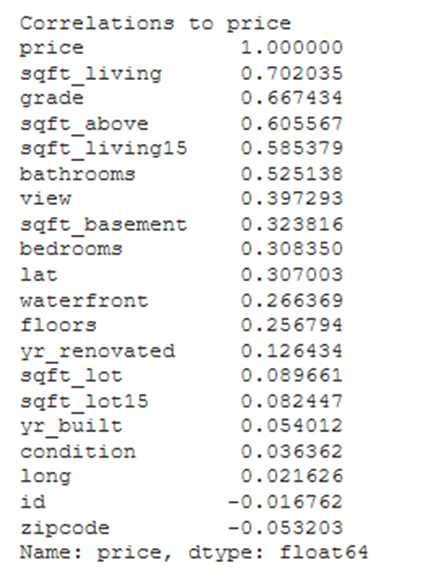 Correlations to price
price 1.000000
sqft_living 0.702035
grade 0.667434
sqft_above 0.605567
sqft_living15 0.585379
bathrooms 0.525138
view 0.397293
sqft_basement 0.323816
bedrooms 0.308350
lat 0.307003
waterfront 0.266369
floors 0.256794
yr_renovated 0.126434
sqft_lot 0.089661
sqft_lot15 0.082447
yr_built 0.054012
condition 0.036362
long 0.021626
id -0.016762
zipcode -0.053203
Name: price, dtype: float64